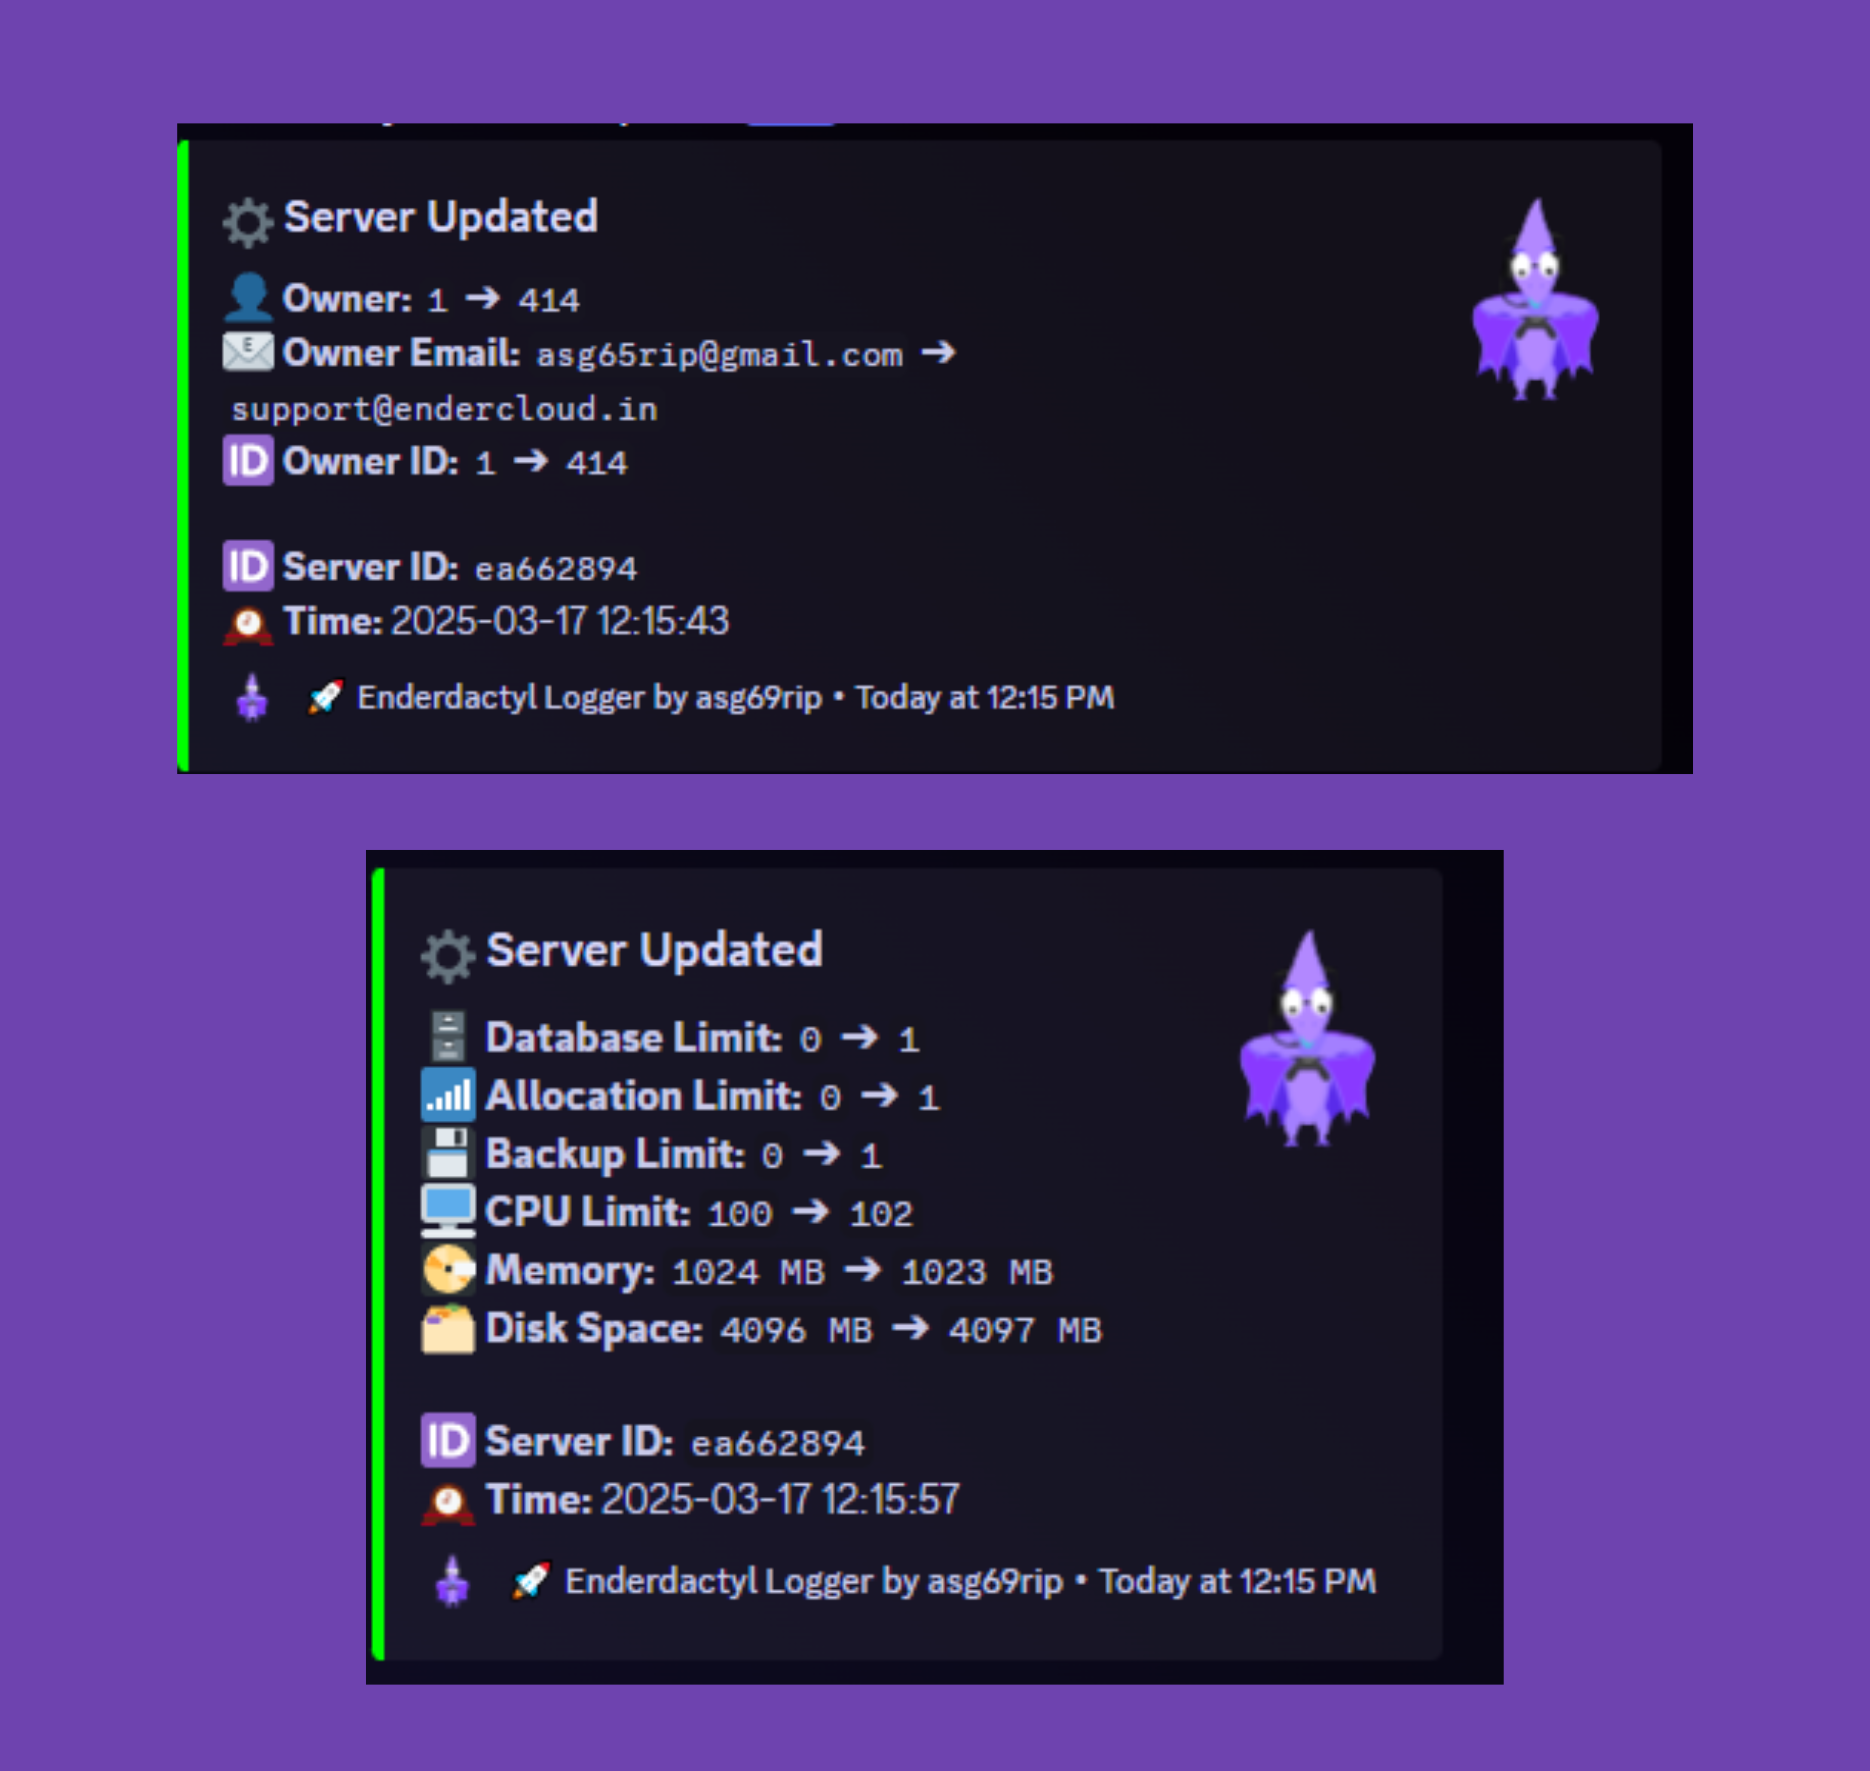 Server Updated
Owner: 1 → 414
Owner Email: asg65rip@gmail.com →
support@endercloud.in
ID Owner ID: 1 → 414
ID Server ID: ea662894
Time: 2025-03-17 12:15:43
Enderdactyl Logger by asg69rip • Today at 12:15 PM
Server Updated
Database Limit: 0 → 1
Allocation Limit: 0 → 1
Backup Limit: 0 → 1
CPU Limit: 100 → 102
Memory: 1024 MB → 1023 MB
Disk Space: 4096 MB → 4097 MB
ID Server ID: ea662894
Time: 2025-03-17 12:15:57
Enderdactyl Logger by asg69rip • Today at 12:15 PM